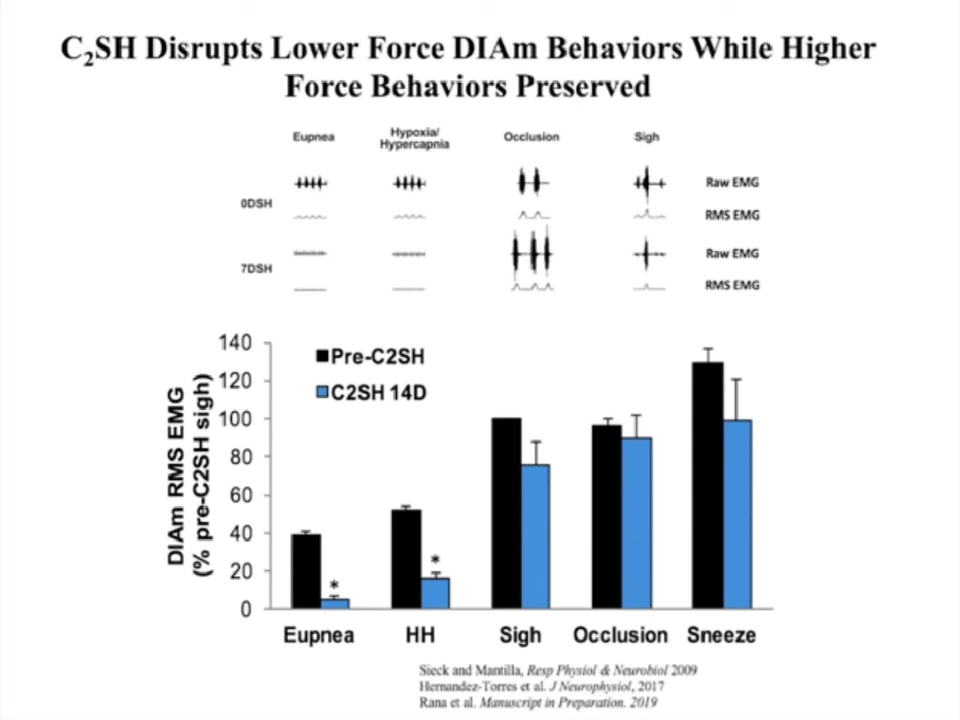 C₂SH Disrupts Lower Force DIAm Behaviors While Higher
Force Behaviors Preserved
Eupnea
Hypoxia/
Hypercapnia
Occlusion
Sigh
0DSH
Raw EMG
RMS EMG
7DSH
Raw EMG
RMS EMG
DIAm RMS EMG
(% pre-C2SH sigh)
140
120
100
80
60
40
20
0
Pre-C2SH
C2SH 14D
*
*
Eupnea
HH
Sigh
Occlusion
Sneeze
Sieck and Mantilla, Resp Physiol & Neurobiol 2009
Hernandez-Torres et al. J Neurophysiol, 2017
Rana et al. Manuscript in Preparation. 2019